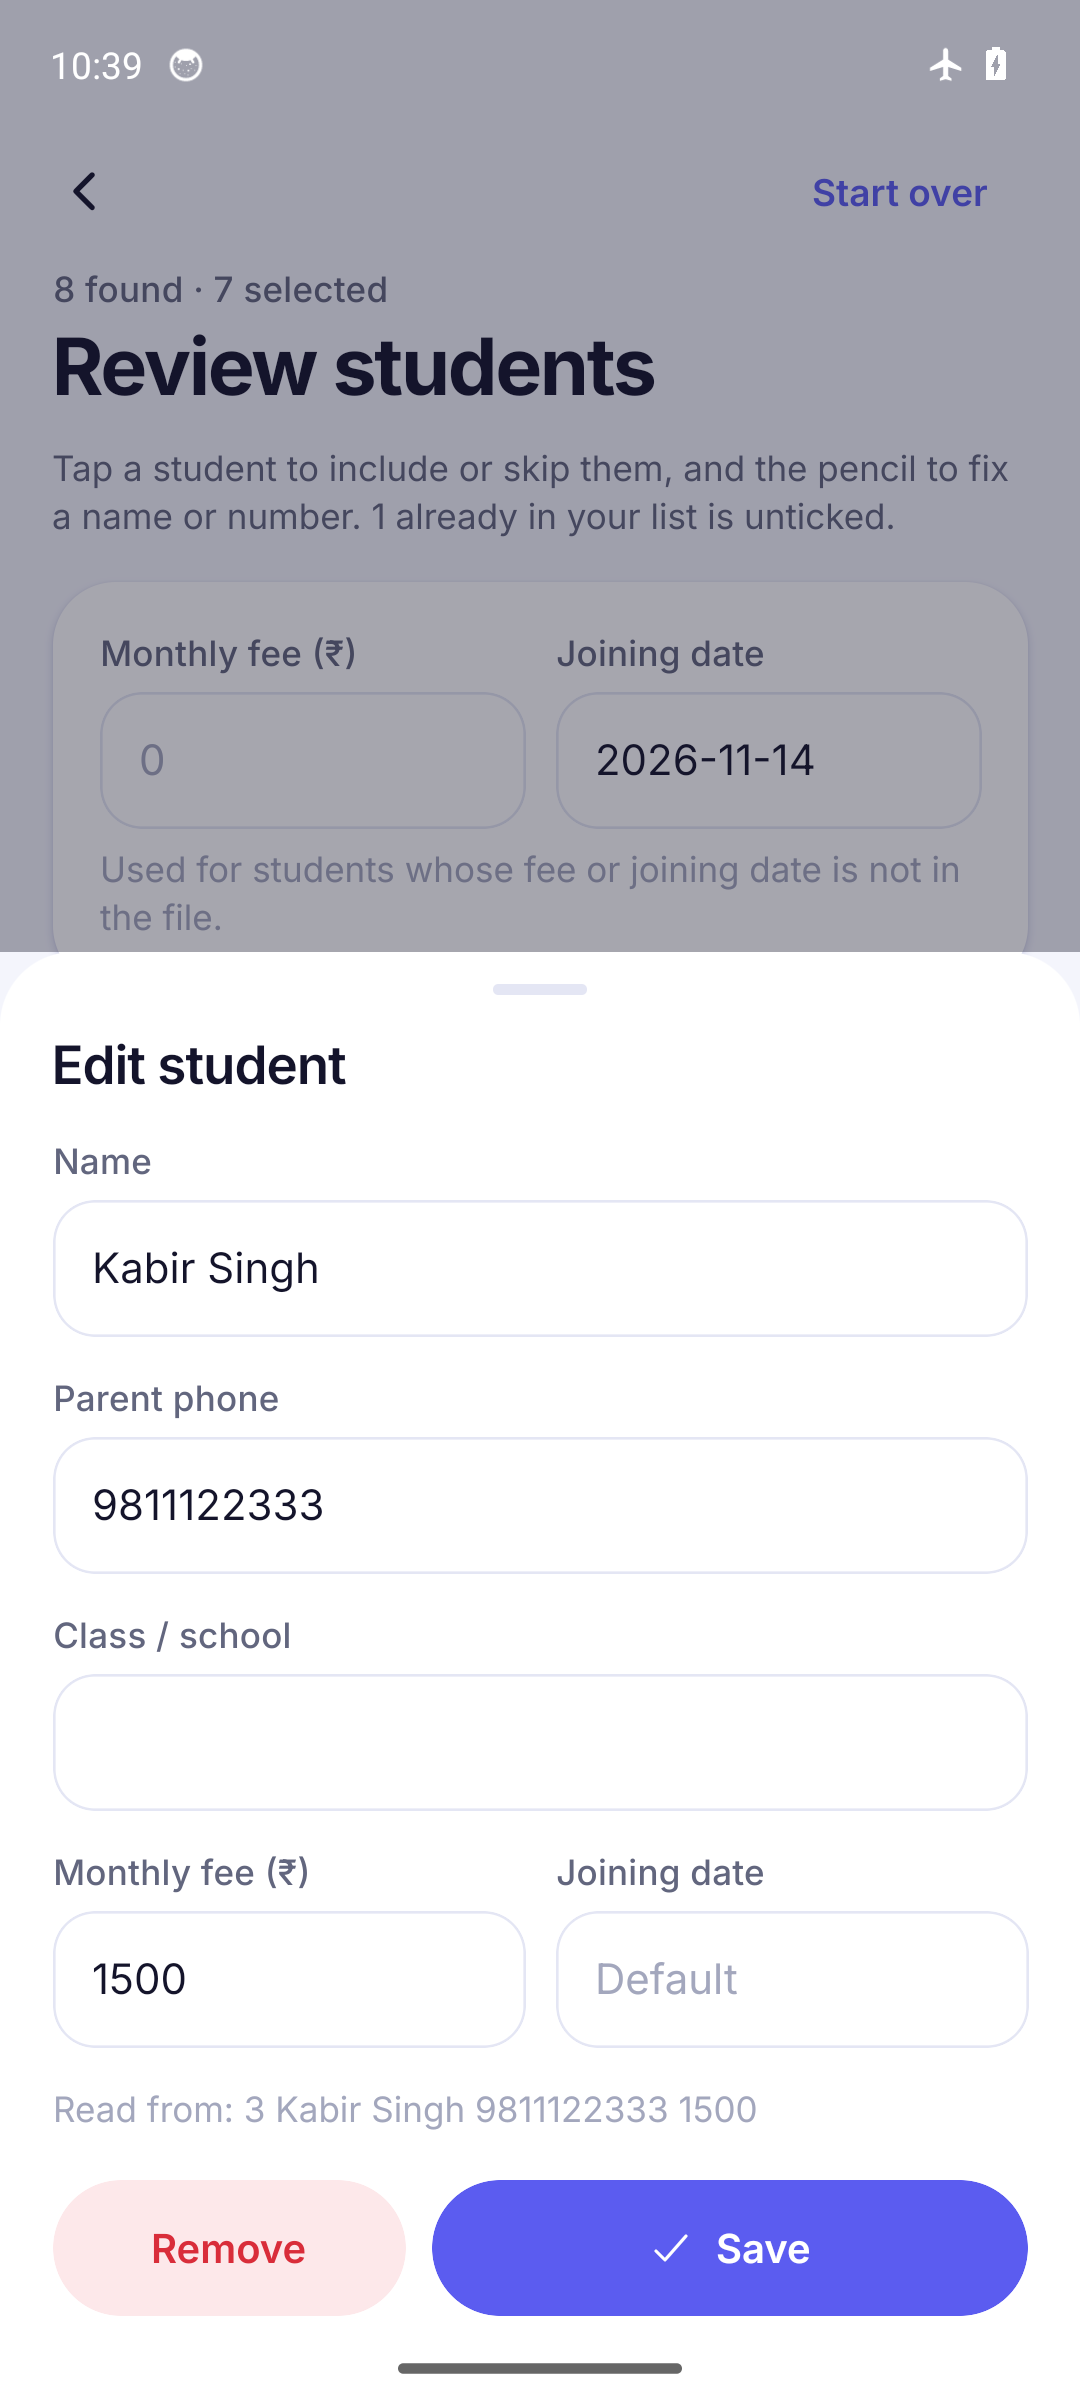 10:39
Start over
8 found · 7 selected
Review students
Tap a student to include or skip them, and the pencil to fix
a name or number. 1 already in your list is unticked.
Monthly fee (₹) Joining date
0 2026-11-14
Used for students whose fee or joining date is not in
the file.
Edit student
Name
Kabir Singh
Parent phone
9811122333
Class / school
Monthly fee (₹) Joining date
1500 Default
Read from: 3 Kabir Singh 9811122333 1500
Remove Save